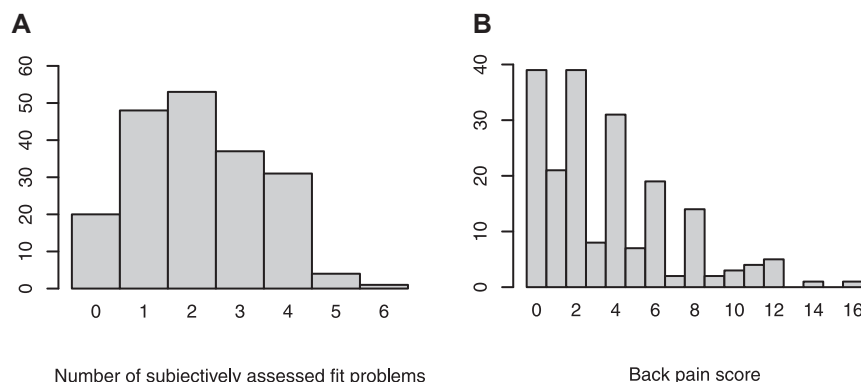 A
60
50
40
30
20
10
0
0 1 2 3 4 5 6
Number of subjectively assessed fit problems
B
40
30
20
10
0
0 2 4 6 8 10 12 14 16
Back pain score